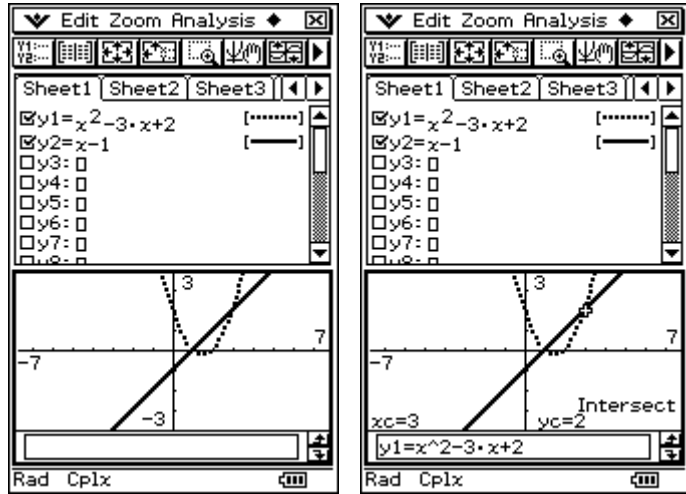 Edit Zoom Analysis ◆
Sheet1 Sheet2 Sheet3
y1=x²-3·x+2 [........]
y2=x-1 [——]
y3:▯
y4:▯
y5:▯
y6:▯
y7:▯
y8:▯
3
7
-7
-3
Rad Cplx
Edit Zoom Analysis ◆
Sheet1 Sheet2 Sheet3
y1=x²-3·x+2 [........]
y2=x-1 [——]
y3:▯
y4:▯
y5:▯
y6:▯
y7:▯
y8:▯
3
7
-7
Intersect
xc=3 yc=2
y1=x^2-3·x+2
Rad Cplx